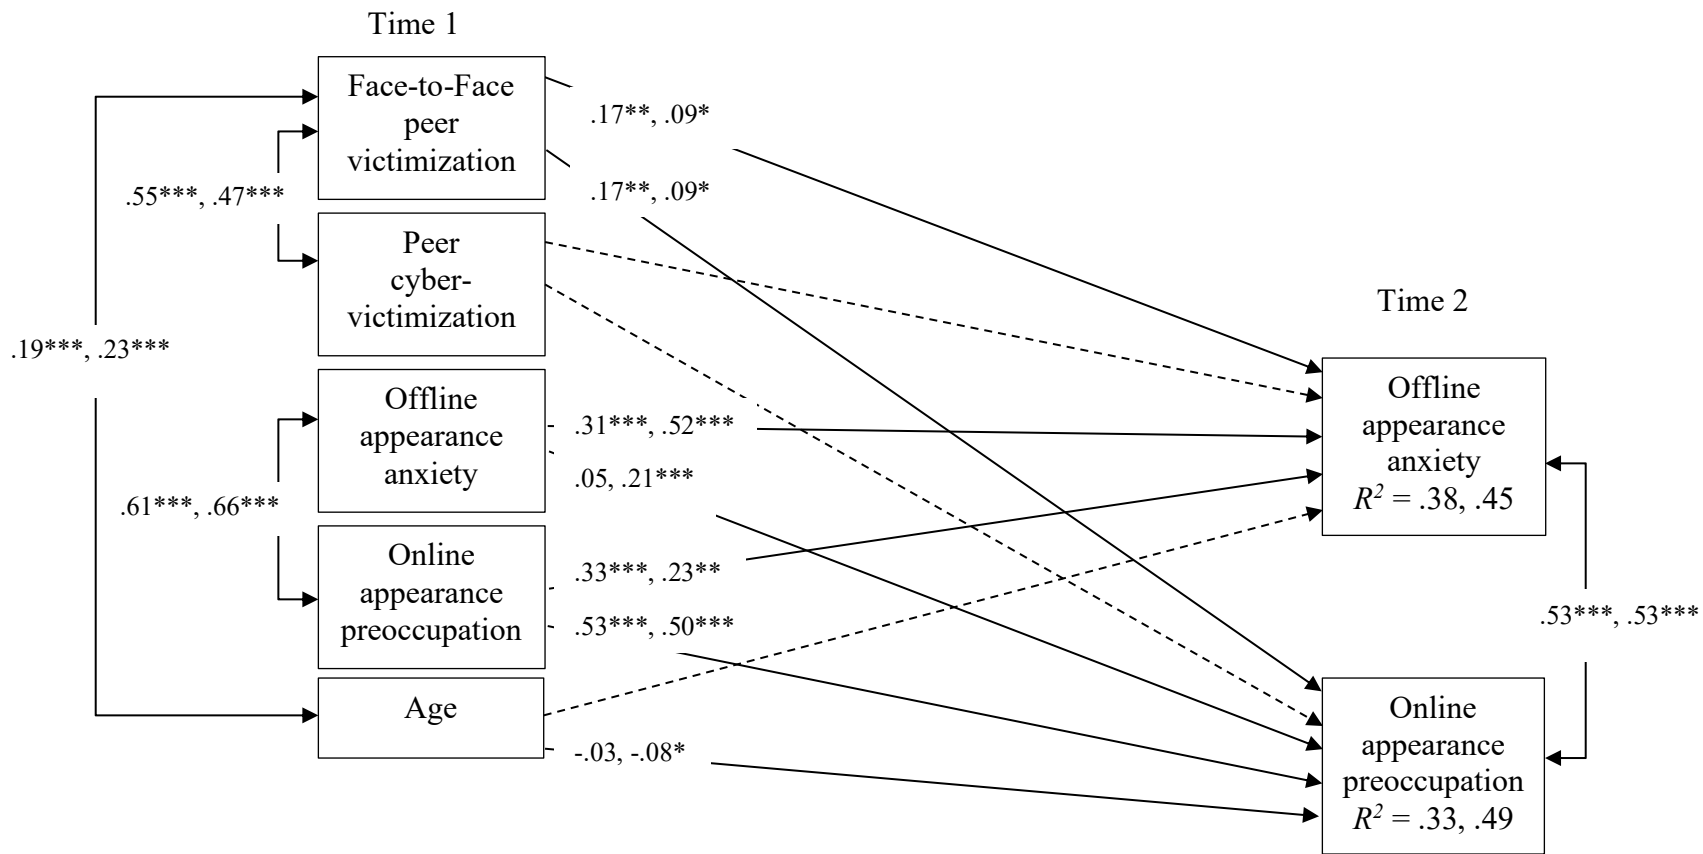 Time 1
Face-to-Face
peer
victimization
.17**, .09*
.17**, .09*
.55***, .47***
Peer
cyber-
victimization
Time 2
.19***, .23***
Offline
appearance
anxiety
.31***, .52***
.05, .21***
Offline
appearance
anxiety
R² = .38, .45
.61***, .66***
Online
appearance
preoccupation
.33***, .23**
.53***, .50***
.53***, .53***
Age
-.03, -.08*
Online
appearance
preoccupation
R² = .33, .49